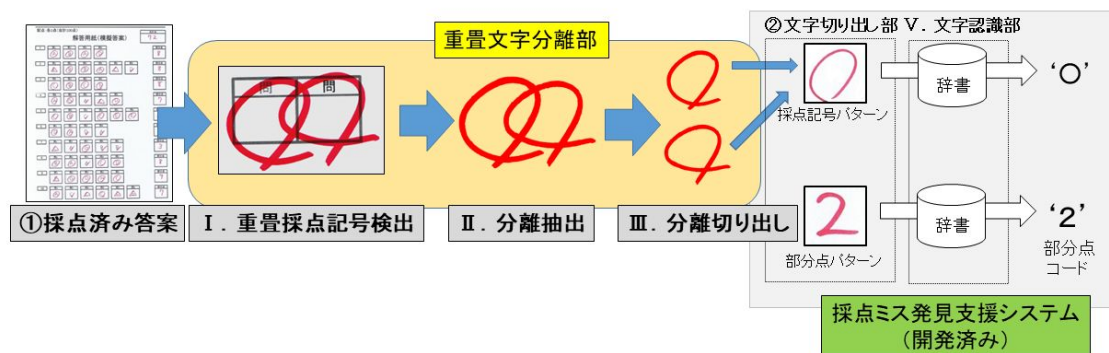 解答用紙(模擬答案)
重畳文字分離部
②文字切り出し部 Ⅴ. 文字認識部
問 問
採点記号パターン
辞書
‘O’
2
部分点パターン
辞書
‘2’
部分点
コード
①採点済み答案
Ⅰ. 重畳採点記号検出
Ⅱ. 分離抽出
Ⅲ. 分離切り出し
採点ミス発見支援システム
(開発済み)